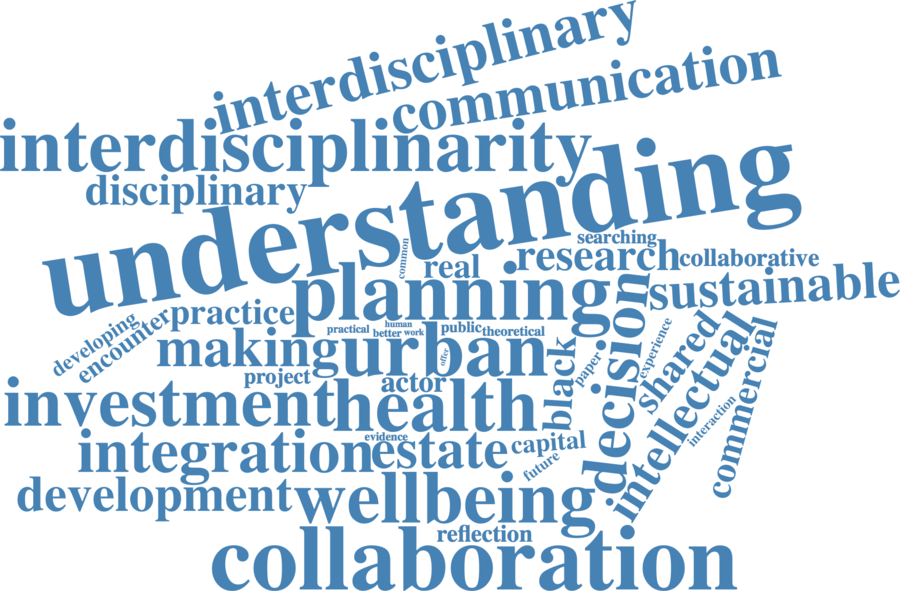 interdisciplinary
communication
interdisciplinarity
disciplinary
understanding
searching
common
real
research
collaborative
planning
sustainable
practice
developing
encounter
practical
human
better
work
public
theoretical
making
urban
offer
decision
black
paper
experience
shared
intellectual
commercial
interaction
project
actor
investment
health
evidence
integration
estate
capital
future
development
wellbeing
reflection
collaboration